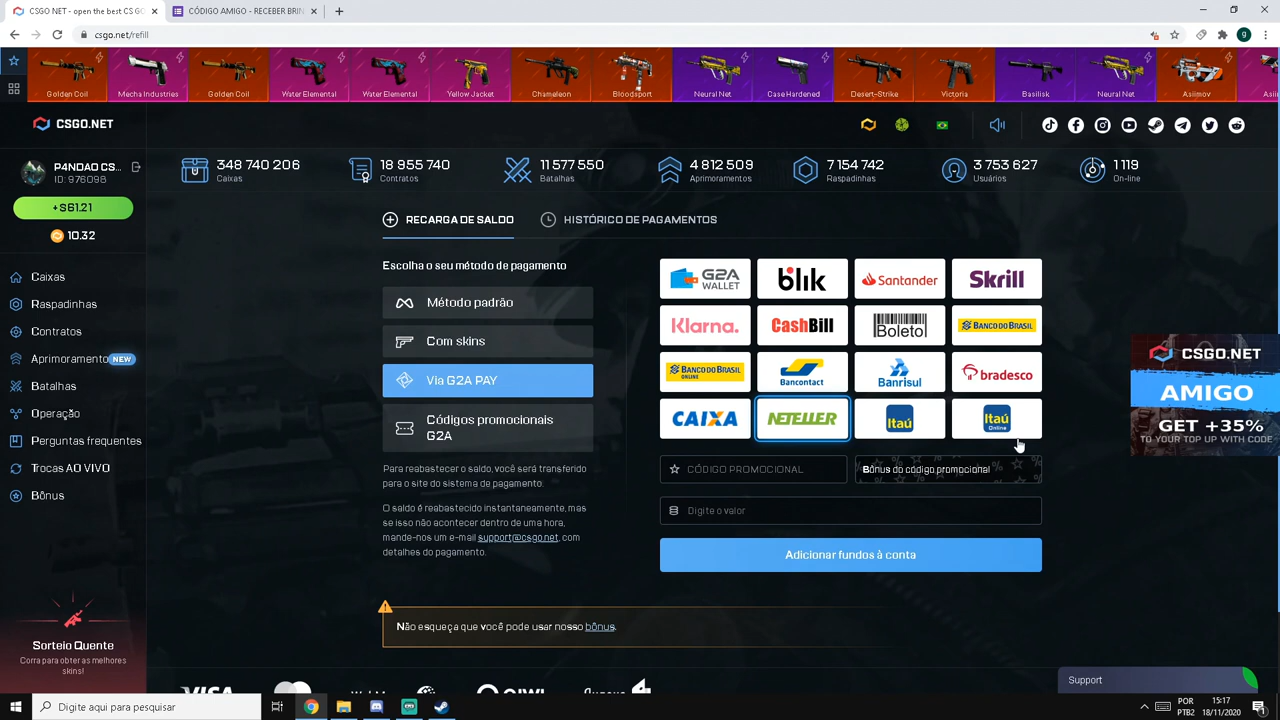 CSGO NET - open the best CS GO
CÓDIGO AMIGO - RECEBER BRIN
csgo.net/refill
g
Golden Coil
Mecha Industries
Golden Coil
Water Elemental
Water Elemental
Yellow Jacket
Chameleon
Bloodsport
Neural Net
Case Hardened
Desert-Strike
Victoria
Basilisk
Neural Net
Asiimov
Asii
CSGO.NET
P4NDAO CS...
ID: 976098
+$61.21
10.32
348 740 206
Caixas
18 955 740
Contratos
11 577 550
Batalhas
4 812 509
Aprimoramentos
7 154 742
Raspadinhas
3 753 627
Usuários
1 119
On-line
Caixas
Raspadinhas
Contratos
Aprimoramento NEW
Batalhas
Operação
Perguntas frequentes
Trocas AO VIVO
Bônus
Sorteio Quente
Corra para obter as melhores
skins!
RECARGA DE SALDO
HISTÓRICO DE PAGAMENTOS
Escolha o seu método de pagamento
Método padrão
Com skins
Via G2A PAY
Códigos promocionais
G2A
Para reabastecer o saldo, você será transferido
para o site do sistema de pagamento.
O saldo é reabastecido instantaneamente, mas
se isso não acontecer dentro de uma hora,
mande-nos um e-mail support@csgo.net, com
detalhes do pagamento.
G2A WALLET
blik
Santander
Skrill
Klarna.
CashBill
Boleto
BANCO DO BRASIL
BANCO DO BRASIL ONLINE
Bancontact
Banrisul
bradesco
CAIXA
NETELLER
Itaú
Itaú Online
CÓDIGO PROMOCIONAL
Bônus do código promocional
Digite o valor
Adicionar fundos à conta
Não esqueça que você pode usar nosso bônus.
CSGO.NET
AMIGO
GET +35%
TO YOUR TOP UP WITH CODE
VISA
QIWI
Support
Digite aqui para pesquisar
POR
PTB2
15:17
18/11/2020
1